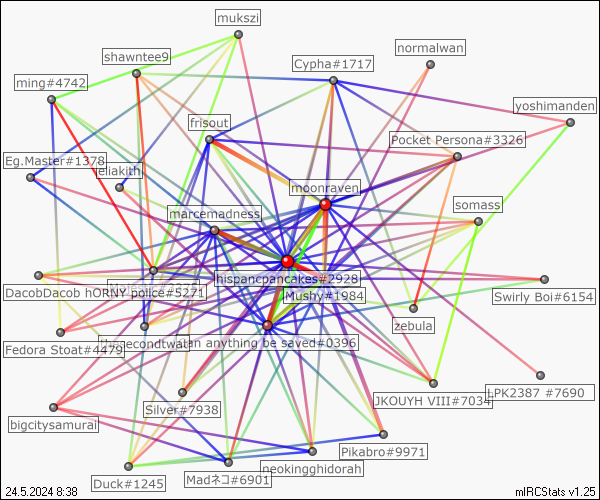 mukszi
normalwan
shawntee9
Cypha#1717
ming#4742
yoshimanden
frisout
Pocket Persona#3326
Eg.Master#1378
eliakith
moonraven
somass
marcemadness
hispancpancakes#2928
DacobDacob hORNY police#5271
Mushy#1984
Swirly Boi#6154
zebula
Fedora Stoat#4479
can anything be saved#0396
LPK2387 #7690
JKOUYH VIII#7034
Silver#7938
bigcitysamurai
Pikabro#9971
neokingghidorah
Madネコ#6901
Duck#1245
24.5.2024 8:38
mIRCStats v1.25